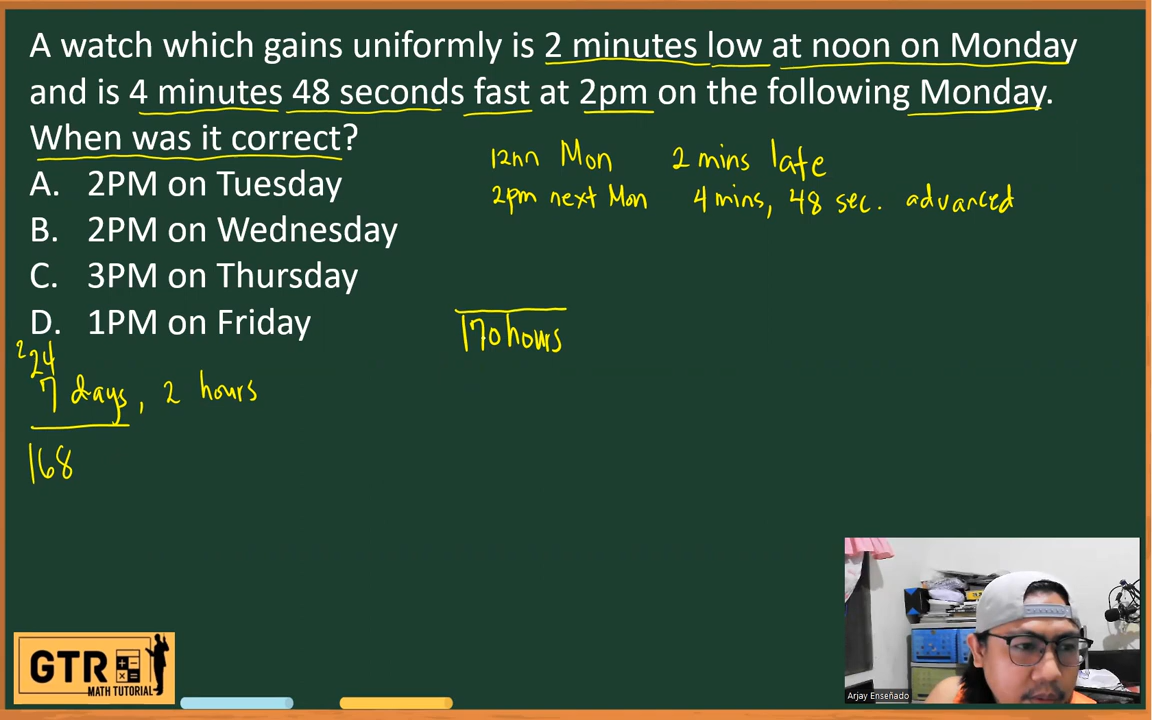 A watch which gains uniformly is 2 minutes low at noon on Monday
and is 4 minutes 48 seconds fast at 2pm on the following Monday.
When was it correct?
12nn Mon 2 mins late
A. 2PM on Tuesday
2pm next Mon 4 mins, 48 sec. advanced
B. 2PM on Wednesday
C. 3PM on Thursday
D. 1PM on Friday
170 hours
2 24
7 days, 2 hours
168
GTR
MATH TUTORIAL
Arjay Enseñado